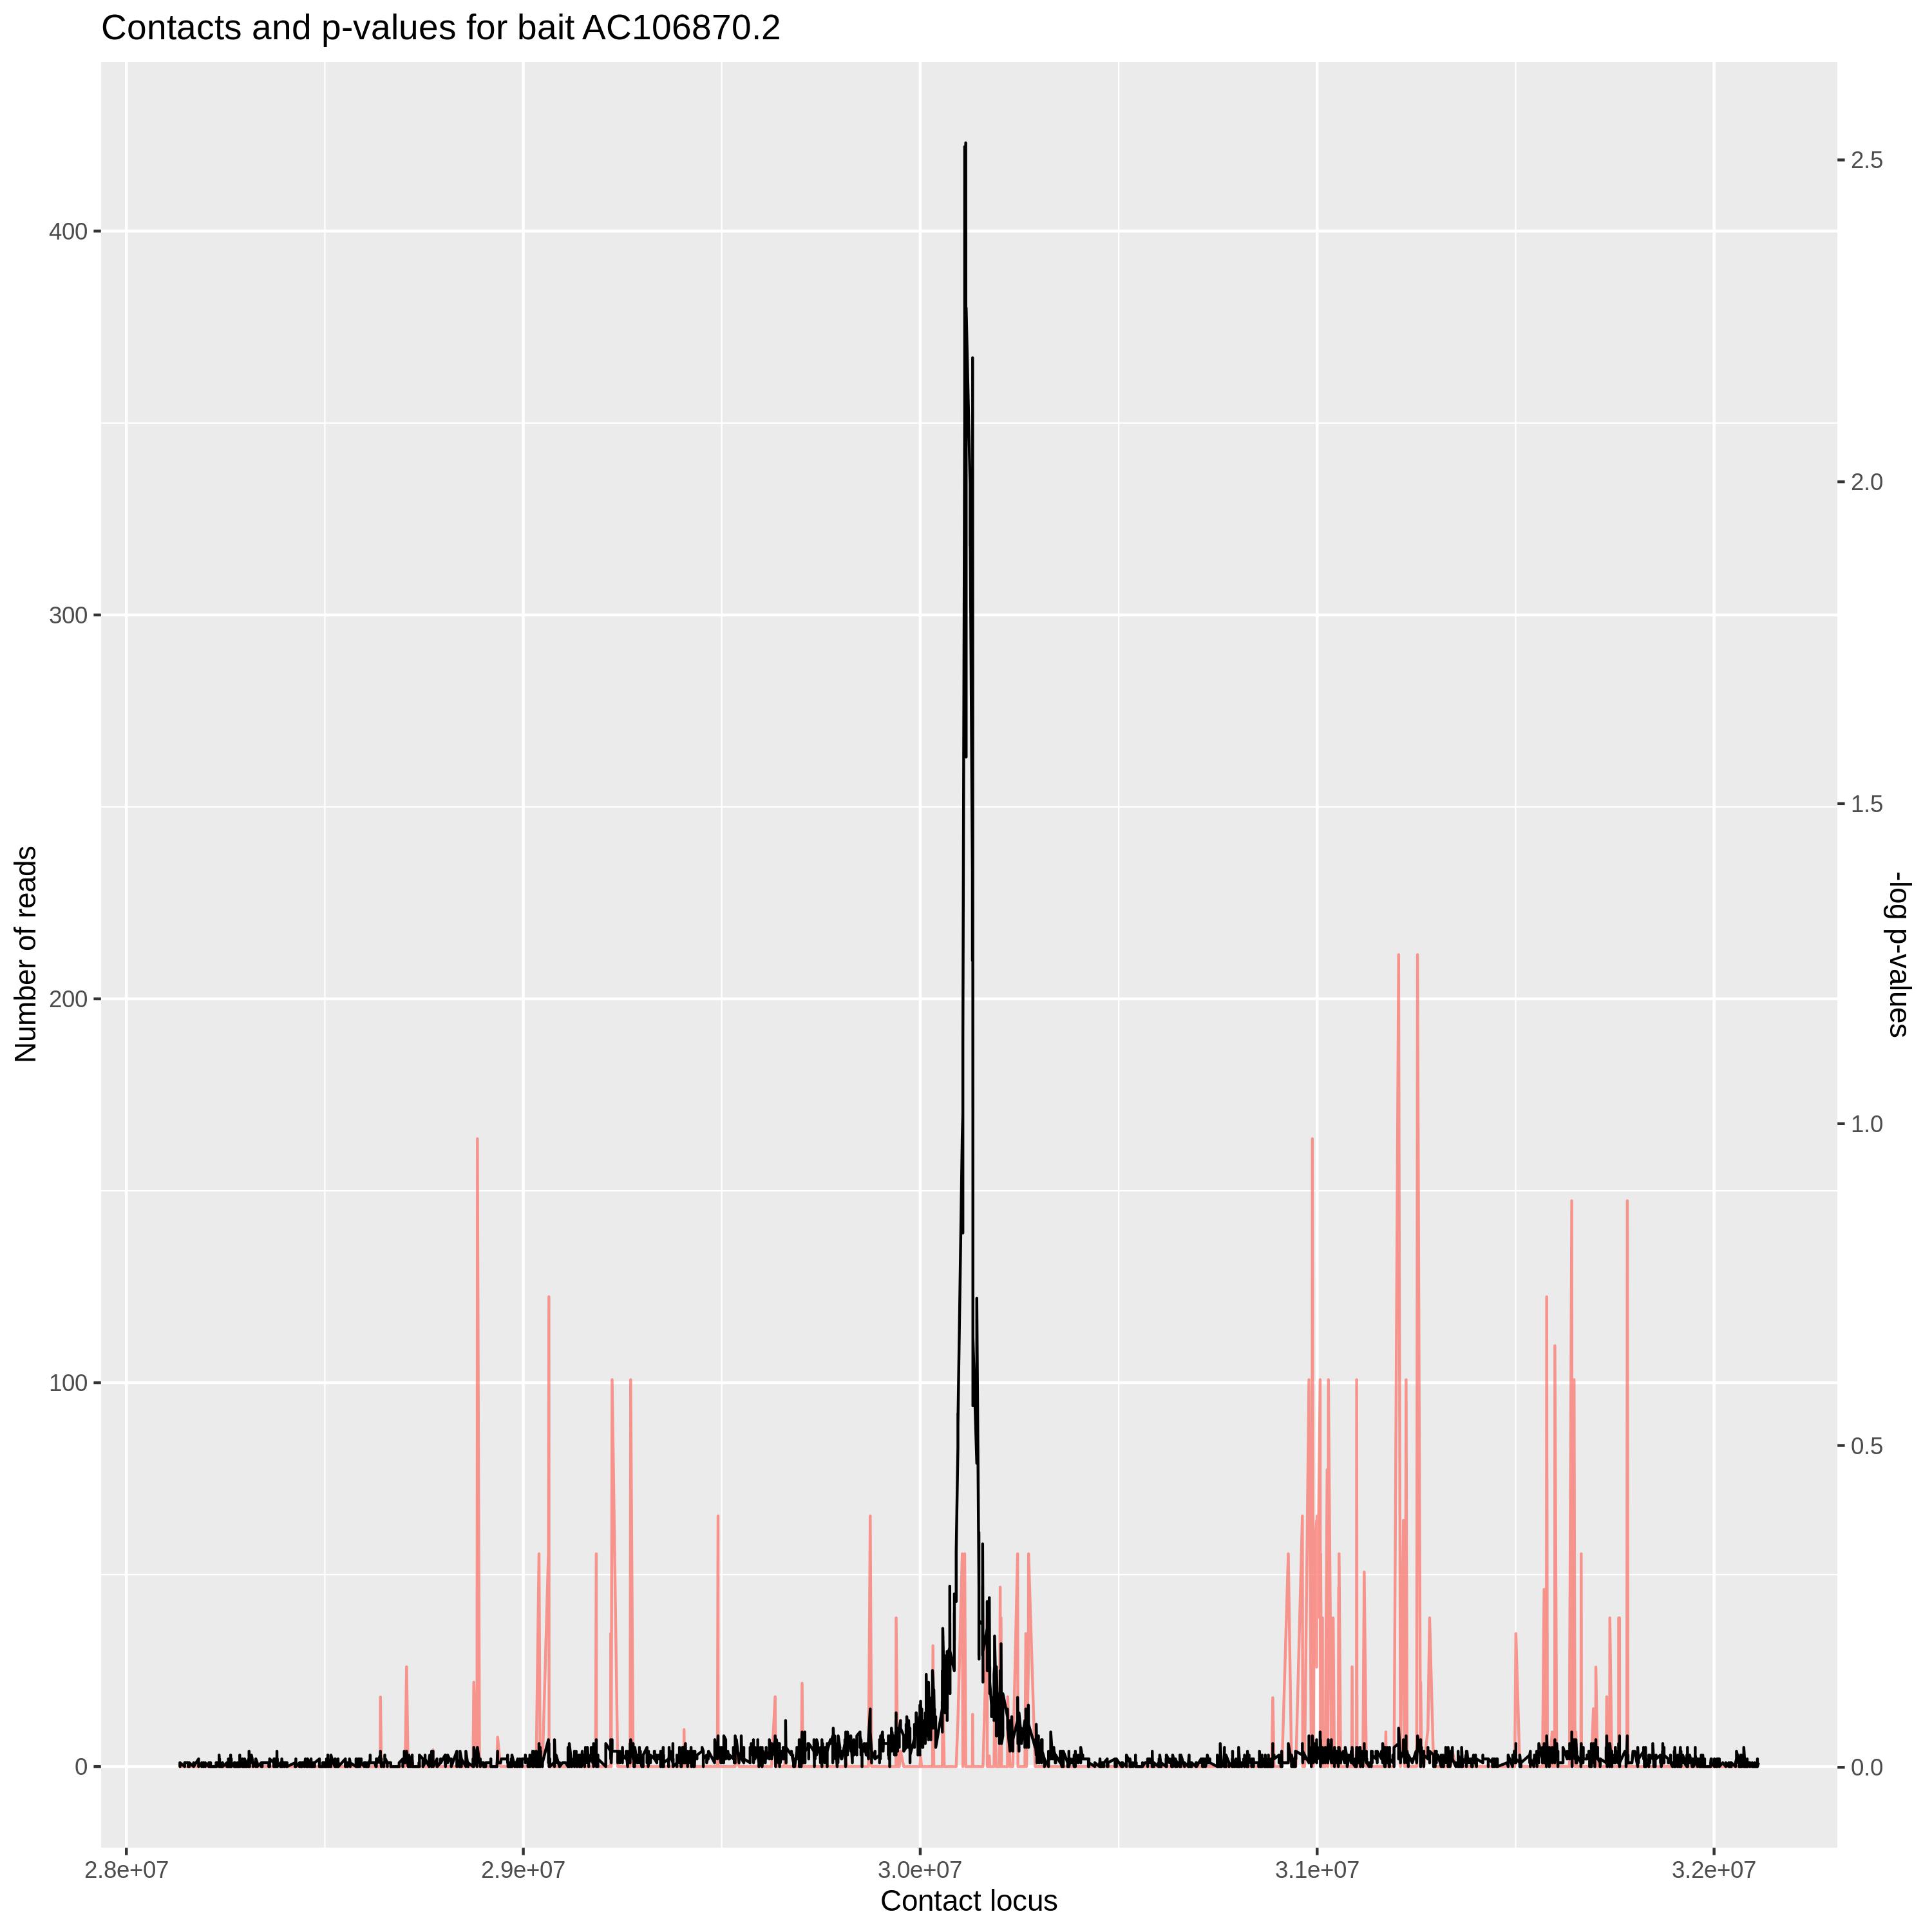 Contacts and p-values for bait AC106870.2
400
300
200
100
0
2.5
2.0
1.5
1.0
0.5
0.0
Number of reads
-log p-values
2.8e+07
2.9e+07
3.0e+07
3.1e+07
3.2e+07
Contact locus